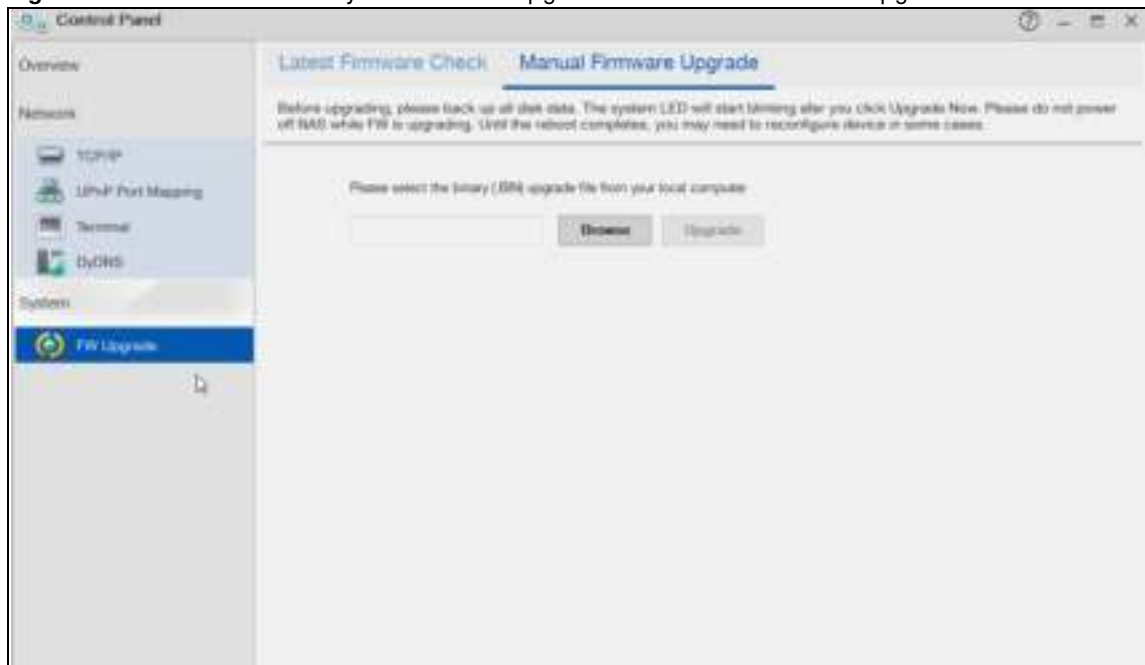 Control Panel
Overview
Network
TCP/IP
UPnP Port Mapping
Terminal
DyDNS
System
FW Upgrade
Latest Firmware Check Manual Firmware Upgrade
Before upgrading, please back up all disk data. The system LED will start blinking after you click Upgrade Now. Please do not power
off NAS while FW is upgrading. Until the reboot completes, you may need to reconfigure device in some cases.
Please select the binary (.BIN) upgrade file from your local computer
Browse Upgrade